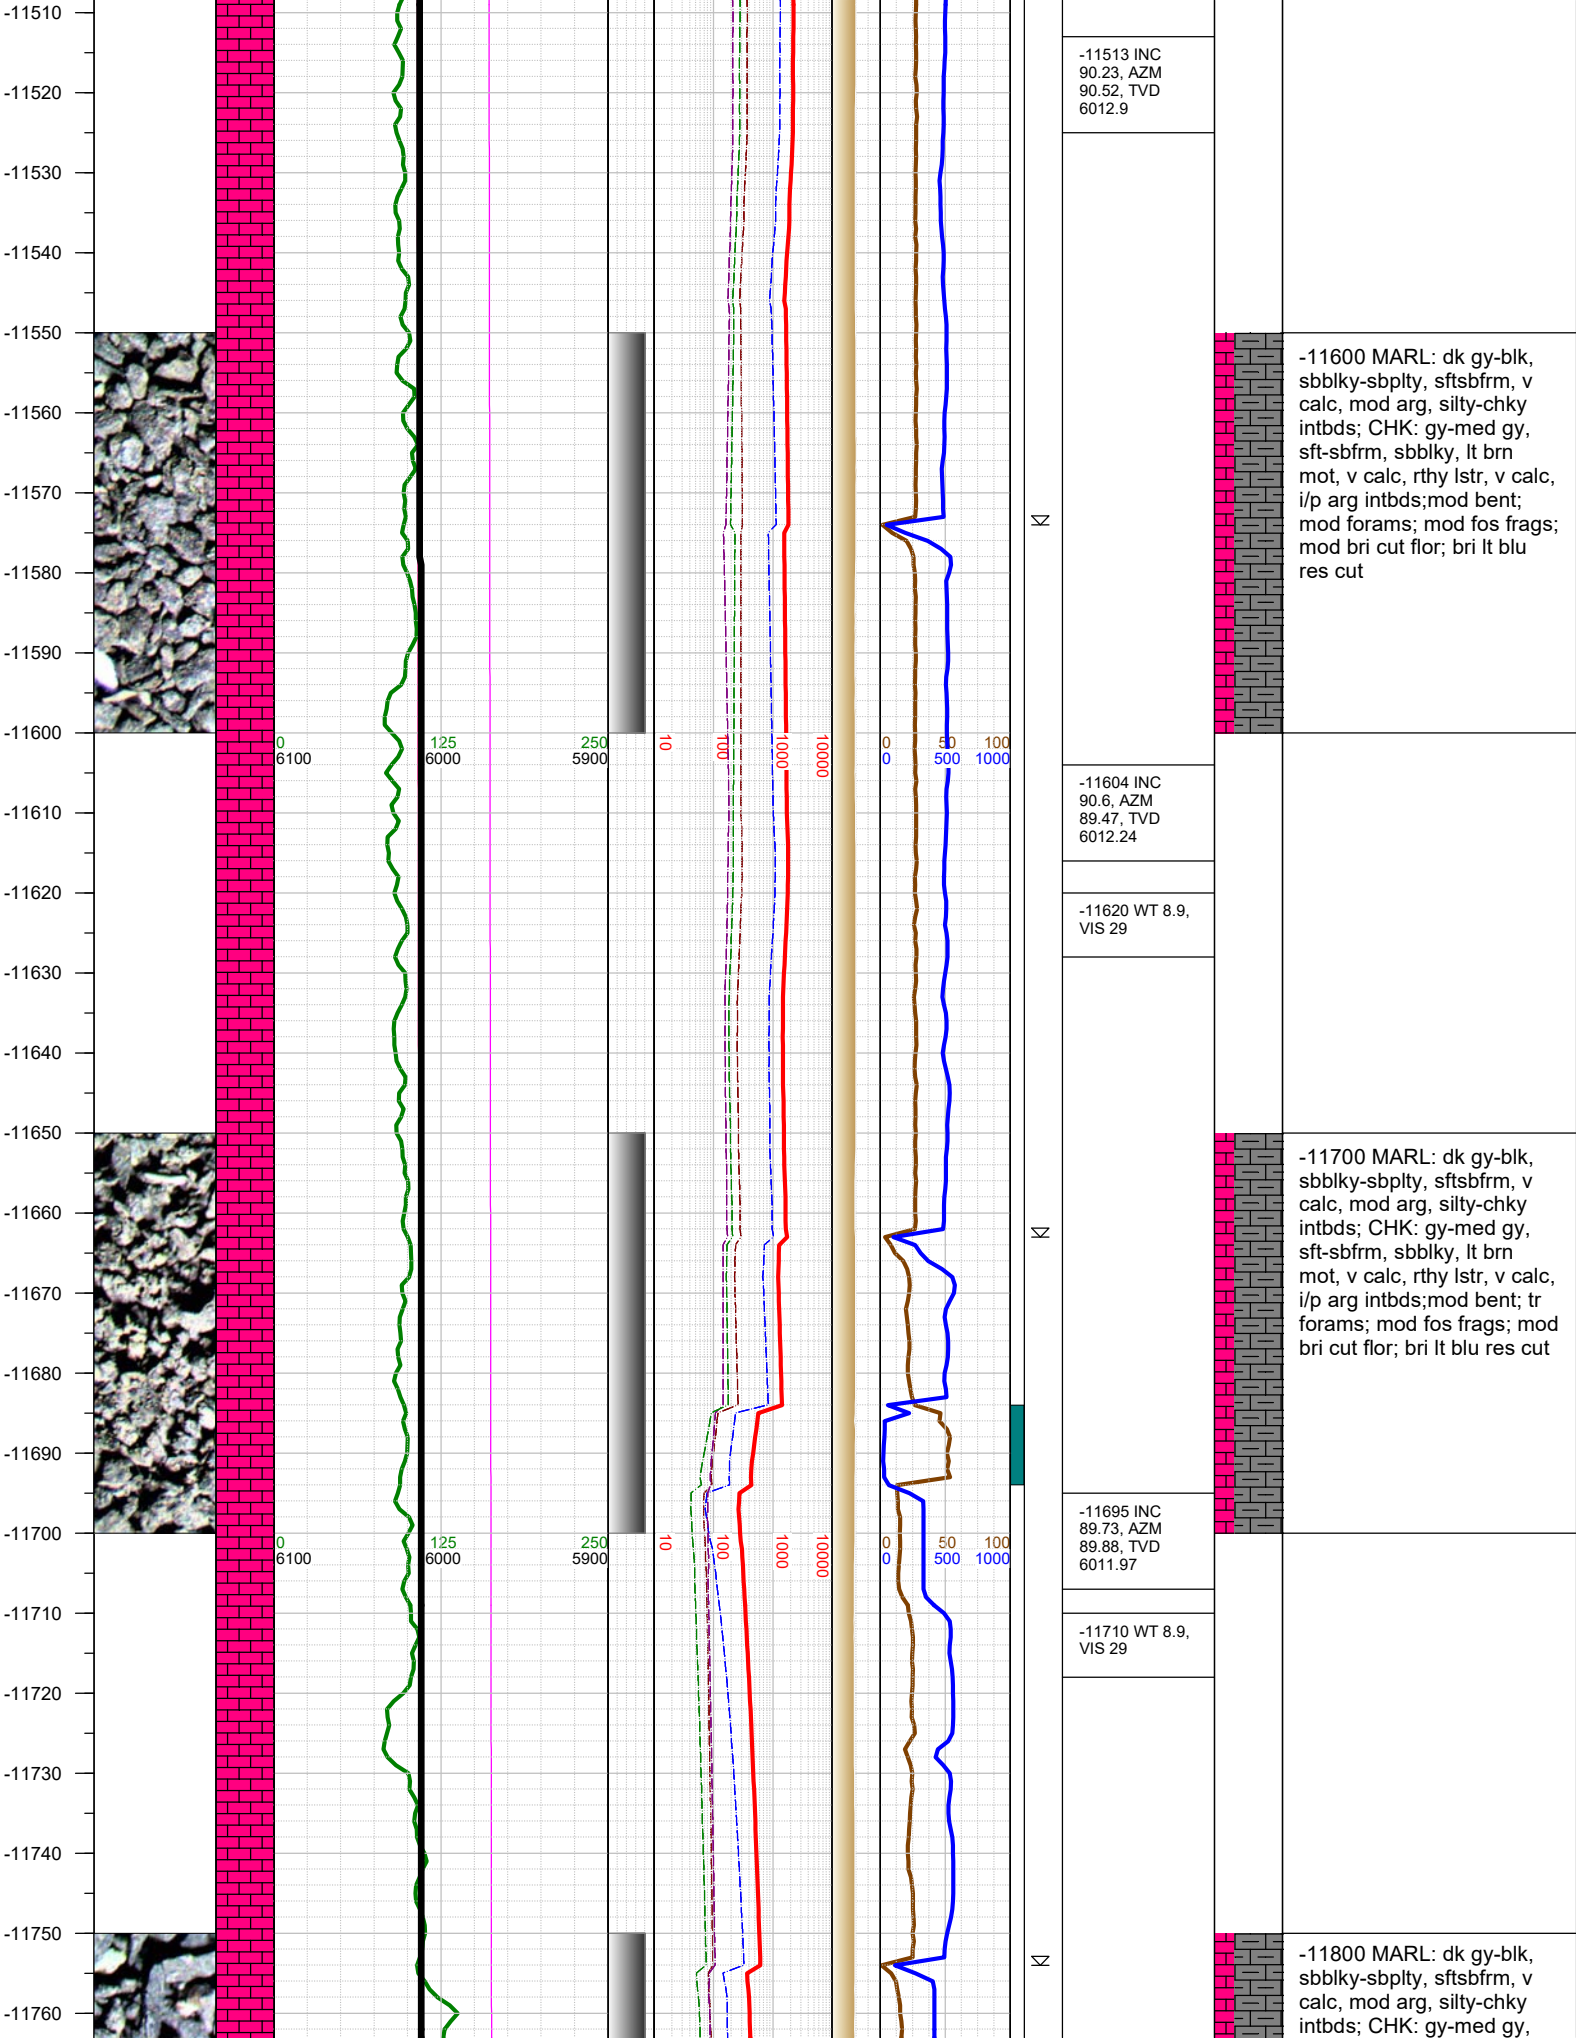 -11510
-11520
-11530
-11540
-11550
-11560
-11570
-11580
-11590
-11600
-11610
-11620
-11630
-11640
-11650
-11660
-11670
-11680
-11690
-11700
-11710
-11720
-11730
-11740
-11750
-11760
0 125 250
6100 6000 5900
10 100 1000 10000
0 50 100
0 500 1000
0 125 250
6100 6000 5900
10 100 1000 10000
0 50 100
0 500 1000
-11513 INC
90.23, AZM
90.52, TVD
6012.9
-11604 INC
90.6, AZM
89.47, TVD
6012.24
-11620 WT 8.9,
VIS 29
-11695 INC
89.73, AZM
89.88, TVD
6011.97
-11710 WT 8.9,
VIS 29
-11600 MARL: dk gy-blk,
sbblky-sbplty, sftsbfrm, v
calc, mod arg, silty-chky
intbds; CHK: gy-med gy,
sft-sbfrm, sbblky, lt brn
mot, v calc, rthy lstr, v calc,
i/p arg intbds;mod bent;
mod forams; mod fos frags;
mod bri cut flor; bri lt blu
res cut
-11700 MARL: dk gy-blk,
sbblky-sbplty, sftsbfrm, v
calc, mod arg, silty-chky
intbds; CHK: gy-med gy,
sft-sbfrm, sbblky, lt brn
mot, v calc, rthy lstr, v calc,
i/p arg intbds;mod bent; tr
forams; mod fos frags; mod
bri cut flor; bri lt blu res cut
-11800 MARL: dk gy-blk,
sbblky-sbplty, sftsbfrm, v
calc, mod arg, silty-chky
intbds; CHK: gy-med gy,